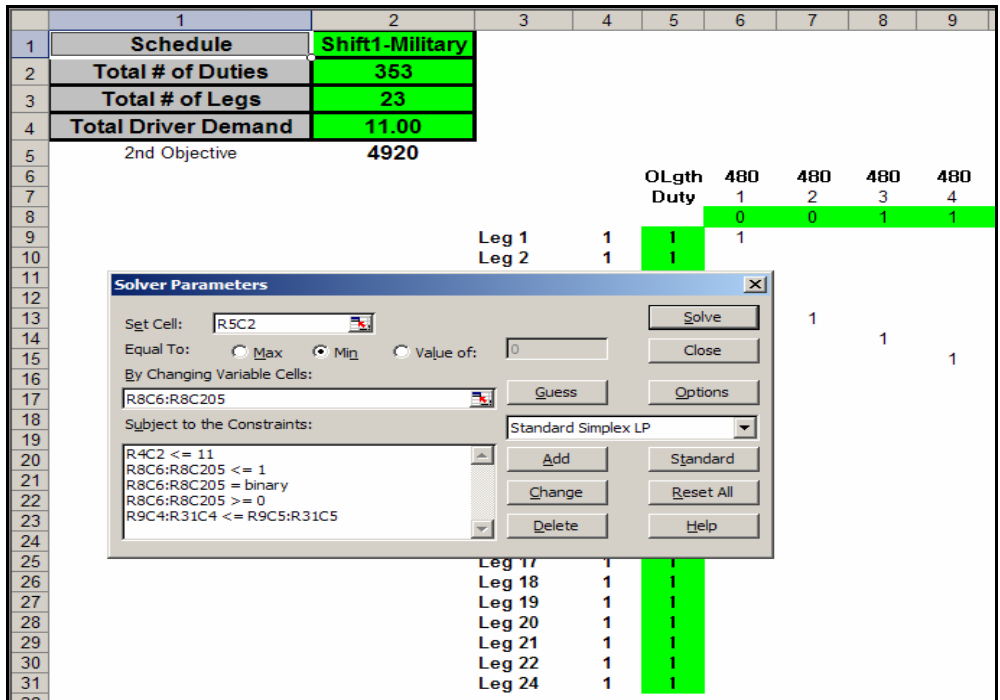 1 2 3 4 5 6 7 8 9
1 Schedule Shift1-Military
2 Total # of Duties 353
3 Total # of Legs 23
4 Total Driver Demand 11.00
5 2nd Objective 4920
6 OLgth 480 480 480 480
7 Duty 1 2 3 4
8 0 0 1 1
9 Leg 1 1 1 1
10 Leg 2 1 1
11
12
13 1
14 1
15 1
16
17
18
19
20
21
22
23
24
Solver Parameters
Set Cell: R5C2 Solve
Equal To: Max Min Value of: 0 Close
By Changing Variable Cells:
R8C6:R8C205 Guess Options
Subject to the Constraints: Standard Simplex LP
R4C2 <= 11
R8C6:R8C205 <= 1
R8C6:R8C205 = binary
R8C6:R8C205 >= 0
R9C4:R31C4 <= R9C5:R31C5
Add Standard
Change Reset All
Delete Help
25 Leg 17 1 1
26 Leg 18 1 1
27 Leg 19 1 1
28 Leg 20 1 1
29 Leg 21 1 1
30 Leg 22 1 1
31 Leg 24 1 1